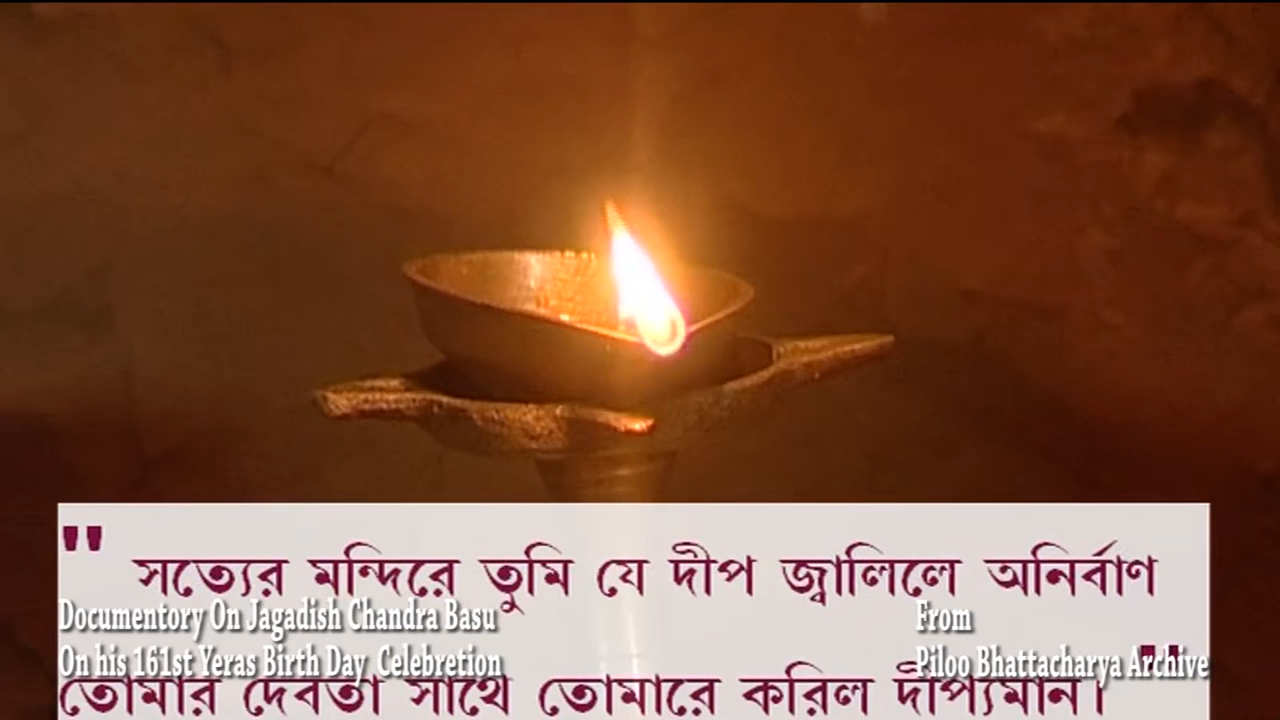 " সত্যের মন্দিরে তুমি যে দীপ জ্বালিলে অনির্বাণ
Documentory On Jagadish Chandra Basu
On his 161st Yeras Birth Day Celebretion
From
Piloo Bhattacharya Archive
তোমার দেবতা সাথে তোমারে করিল দীপ্যমান। "